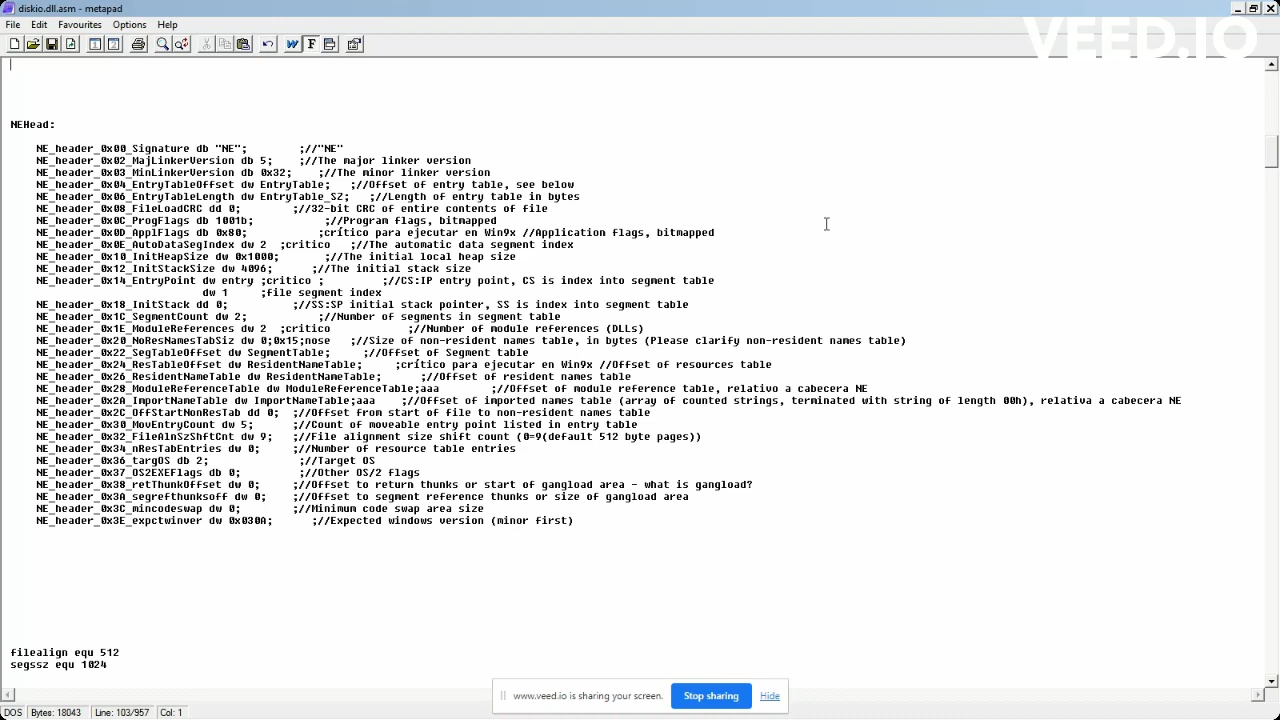 diskio.dll.asm - metapad
File Edit Favourites Options Help
VEED.IO
NEHead:
NE_header_0x00_Signature db "NE"; ;//"NE"
NE_header_0x02_MajLinkerVersion db 5; ;//The major linker version
NE_header_0x03_MinLinkerVersion db 0x32; ;//The minor linker version
NE_header_0x04_EntryTableOffset dw EntryTable; ;//Offset of entry table, see below
NE_header_0x06_EntryTableLength dw EntryTable_SZ; ;//Length of entry table in bytes
NE_header_0x08_FileLoadCRC dd 0; ;//32-bit CRC of entire contents of file
NE_header_0x0C_ProgFlags db 1001b; ;//Program flags, bitmapped
NE_header_0x0D_ApplFlags db 0x80; ;crítico para ejecutar en Win9x //Application flags, bitmapped
NE_header_0x0E_AutoDataSegIndex dw 2 ;critico ;//The automatic data segment index
NE_header_0x10_InitHeapSize dw 0x1000; ;//The initial local heap size
NE_header_0x12_InitStackSize dw 4096; ;//The initial stack size
NE_header_0x14_EntryPoint dw entry ;critico ; ;//CS:IP entry point, CS is index into segment table
dw 1 ;file segment index
NE_header_0x18_InitStack dd 0; ;//SS:SP initial stack pointer, SS is index into segment table
NE_header_0x1C_SegmentCount dw 2; ;//Number of segments in segment table
NE_header_0x1E_ModuleReferences dw 2 ;critico ;//Number of module references (DLLs)
NE_header_0x20_NoResNamesTabSiz dw 0;0x15;nose ;//Size of non-resident names table, in bytes (Please clarify non-resident names table)
NE_header_0x22_SegTableOffset dw SegmentTable; ;//Offset of Segment table
NE_header_0x24_ResTableOffset dw ResidentNameTable; ;crítico para ejecutar en Win9x //Offset of resources table
NE_header_0x26_ResidentNameTable dw ResidentNameTable; ;//Offset of resident names table
NE_header_0x28_ModuleReferenceTable dw ModuleReferenceTable;aaa ;//Offset of module reference table, relativo a cabecera NE
NE_header_0x2A_ImportNameTable dw ImportNameTable;aaa ;//Offset of imported names table (array of counted strings, terminated with string of length 00h), relativa a cabecera NE
NE_header_0x2C_OffStartNonResTab dd 0; ;//Offset from start of file to non-resident names table
NE_header_0x30_MovEntryCount dw 5; ;//Count of moveable entry point listed in entry table
NE_header_0x32_FileAlnSzShftCnt dw 9; ;//File alignment size shift count (0=9(default 512 byte pages))
NE_header_0x34_nResTabEntries dw 0; ;//Number of resource table entries
NE_header_0x36_targOS db 2; ;//Target OS
NE_header_0x37_OS2EXEFlags db 0; ;//Other OS/2 flags
NE_header_0x38_retThunkOffset dw 0; ;//Offset to return thunks or start of gangload area - what is gangload?
NE_header_0x3A_segrefthunksoff dw 0; ;//Offset to segment reference thunks or size of gangload area
NE_header_0x3C_mincodeswap dw 0; ;//Minimum code swap area size
NE_header_0x3E_expctwinver dw 0x030A; ;//Expected windows version (minor first)
filealign equ 512
segssz equ 1024
www.veed.io is sharing your screen. Stop sharing Hide
DOS Bytes: 18043 Line: 103/957 Col: 1